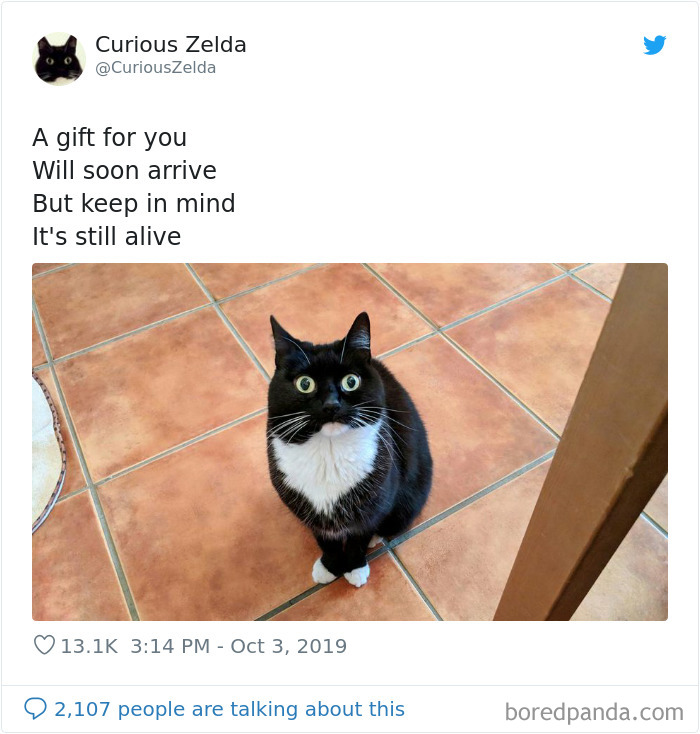 Curious Zelda
@CuriousZelda
A gift for you
Will soon arrive
But keep in mind
It's still alive
13.1K 3:14 PM - Oct 3, 2019
2,107 people are talking about this
boredpanda.com